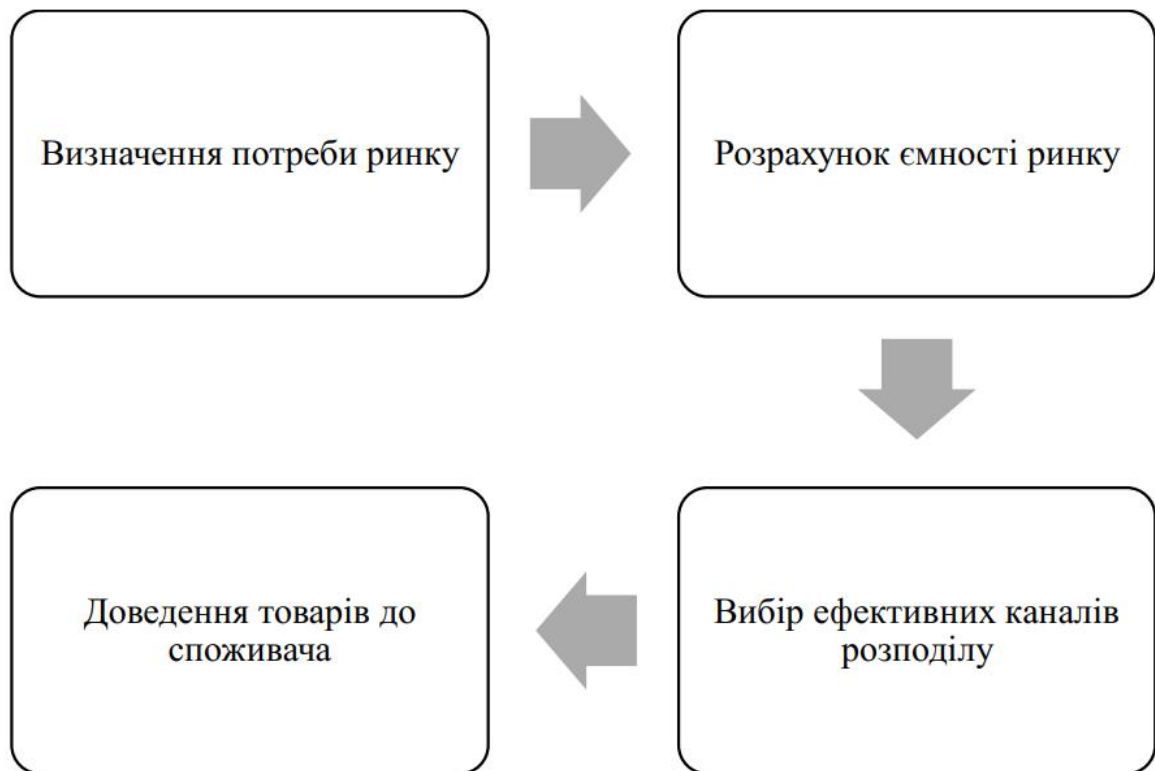 Визначення потреби ринку
Розрахунок ємності ринку
Вибір ефективних каналів
розподілу
Доведення товарів до
споживача